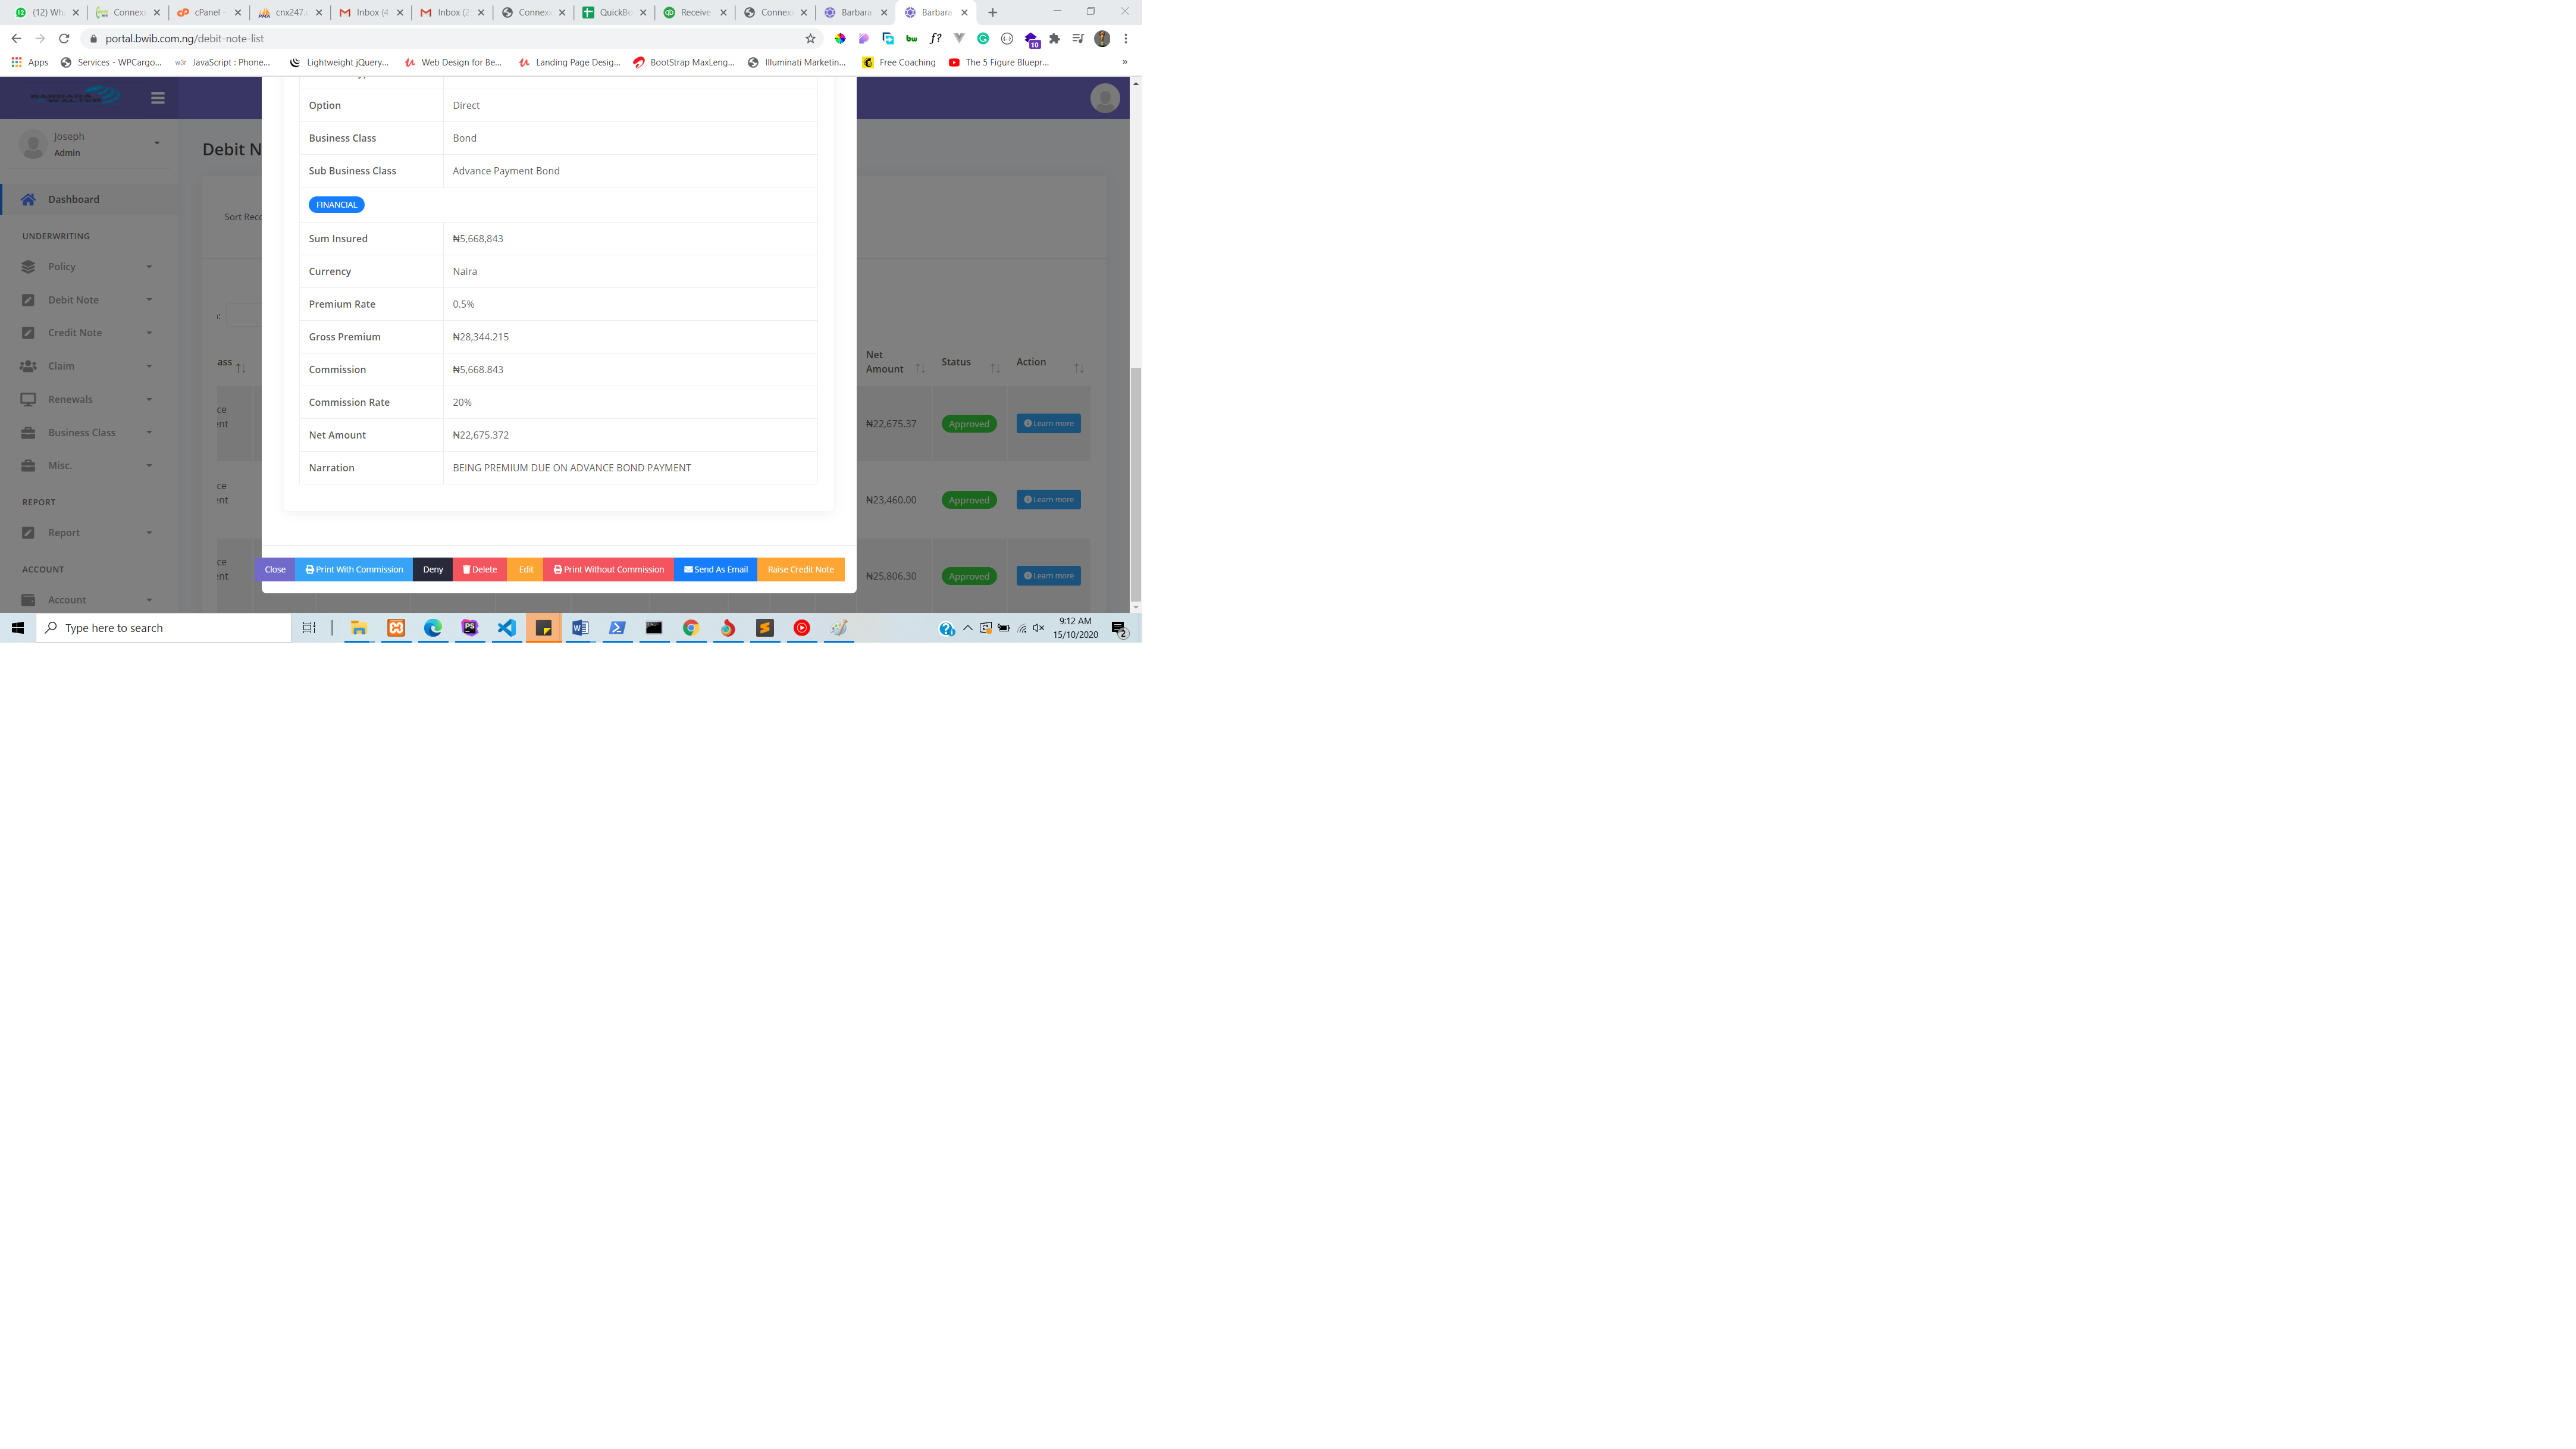 (12) Wh
Connex
cPanel -
cnx247.
Inbox (4
Inbox (2
Connex
QuickBo
Receive
Connex
Barbara
Barbara
portal.bwib.com.ng/debit-note-list
10
Apps
Services - WPCargo...
JavaScript : Phone...
Lightweight jQuery...
Web Design for Be...
Landing Page Desig...
BootStrap MaxLeng...
Illuminati Marketin...
Free Coaching
The 5 Figure Bluepr...
»
BARBARA
WALTER
Joseph
Admin
Dashboard
UNDERWRITING
Policy
Debit Note
Credit Note
Claim
Renewals
Business Class
Misc.
REPORT
Report
ACCOUNT
Account
Debit N
Sort Reco
ass
ce
ent
ce
ent
ce
ent
Option Direct
Business Class Bond
Sub Business Class Advance Payment Bond
FINANCIAL
Sum Insured ₦5,668,843
Currency Naira
Premium Rate 0.5%
Gross Premium ₦28,344.215
Commission ₦5,668.843
Commission Rate 20%
Net Amount ₦22,675.372
Narration BEING PREMIUM DUE ON ADVANCE BOND PAYMENT
Close Print With Commission Deny Delete Edit Print Without Commission Send As Email Raise Credit Note
Net
Amount Status Action
₦22,675.37 Approved Learn more
₦23,460.00 Approved Learn more
₦25,806.30 Approved Learn more
Type here to search
9:12 AM
15/10/2020
2